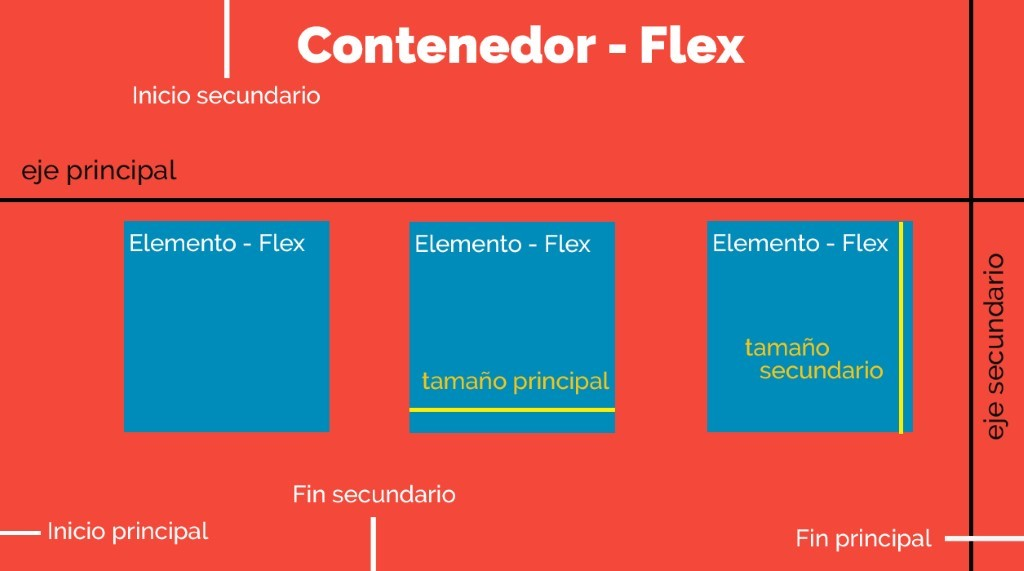 Contenedor - Flex
Inicio secundario
eje principal
Elemento - Flex
Elemento - Flex
Elemento - Flex
tamaño principal
tamaño
secundario
eje secundario
Fin secundario
Inicio principal
Fin principal